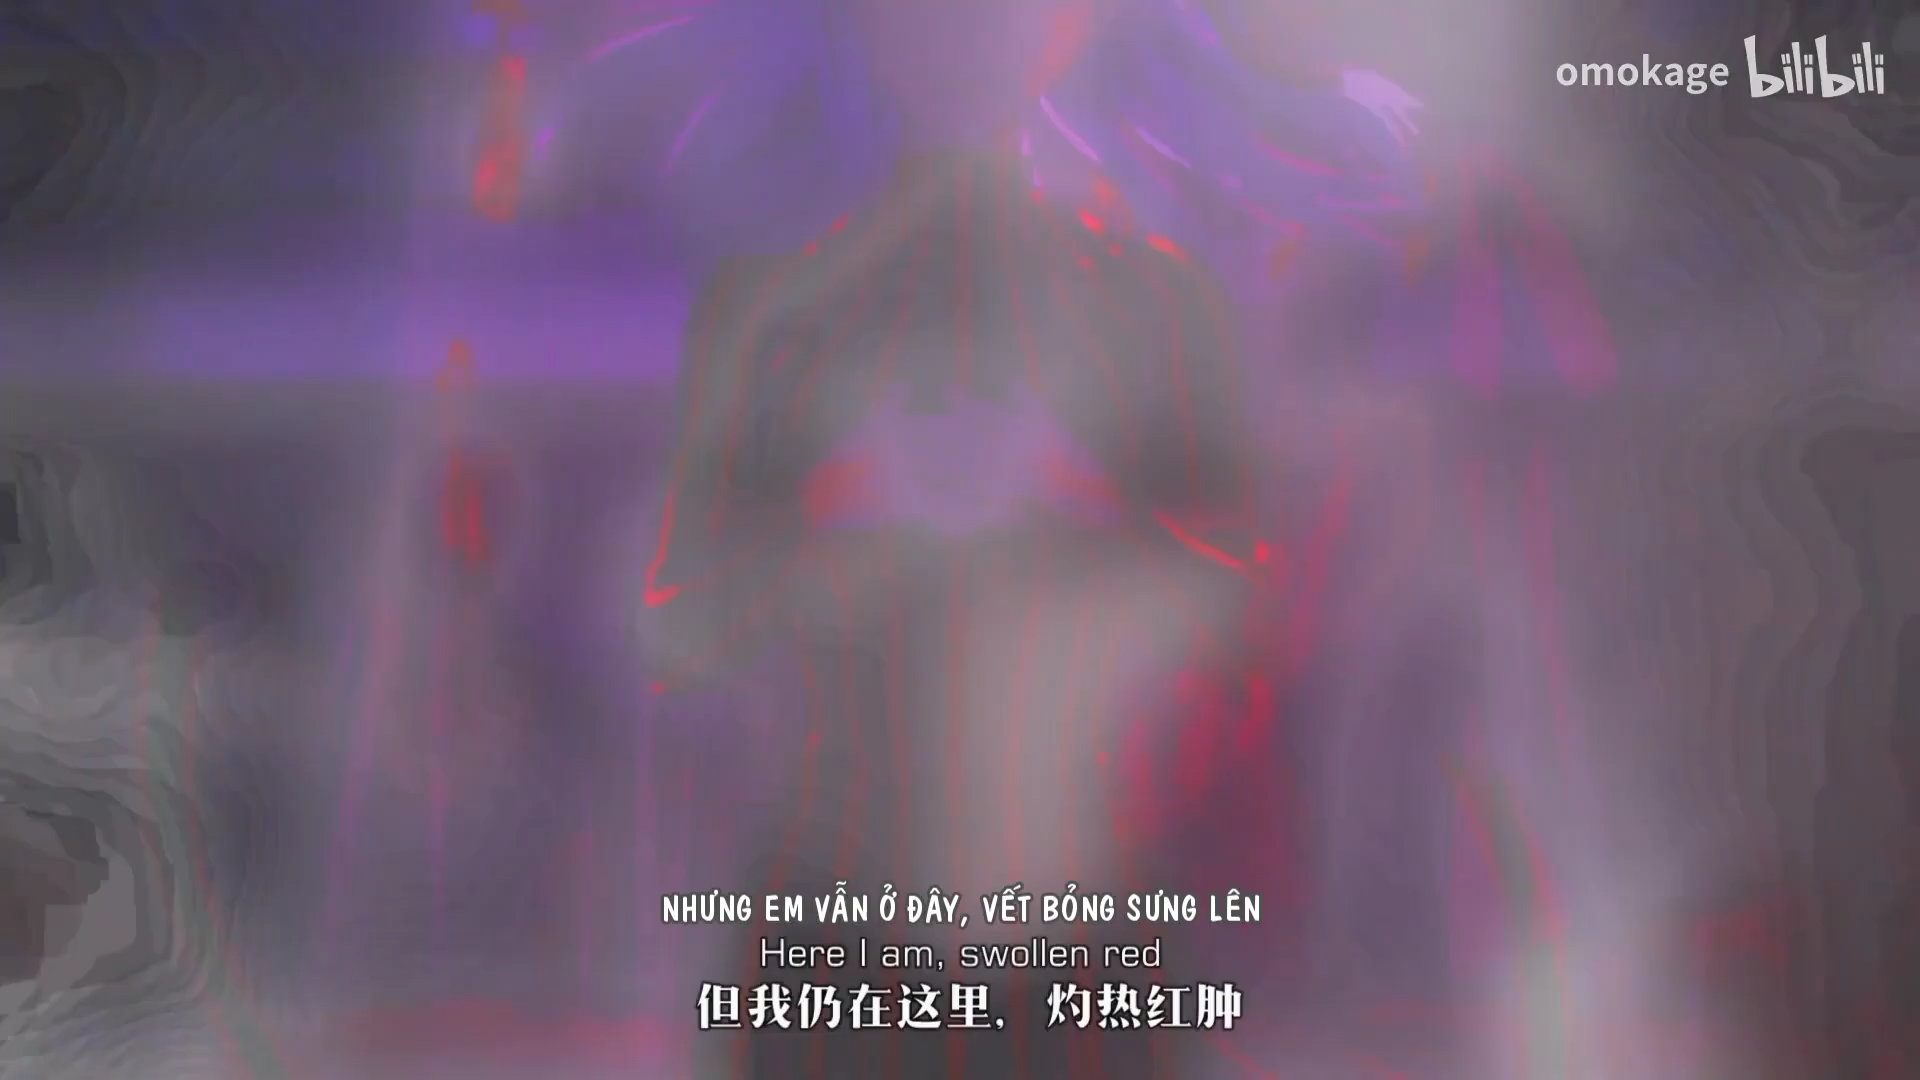 omokage bilibili
NHƯNG EM VẪN Ở ĐÂY, VẾT BỎNG SƯNG LÊN
Here I am, swollen red
但我仍在这里，灼热红肿